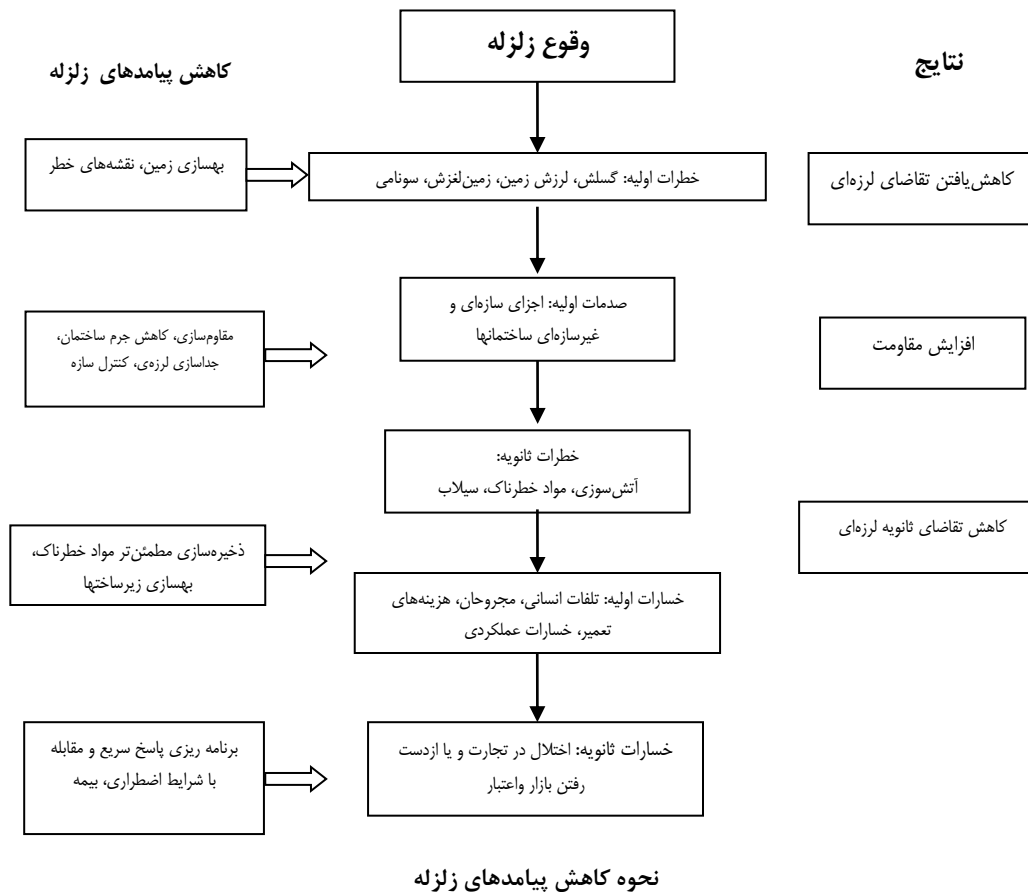 وقوع زلزله
نتایج
کاهش پیامدهای زلزله
کاهش‌یافتن تقاضای لرزه‌ای
خطرات اولیه: گسلش، لرزش زمین، زمین‌لغزش، سونامی
بهسازی زمین، نقشه‌های خطر
افزایش مقاومت
صدمات اولیه: اجزای سازه‌ای و
غیرسازه‌ای ساختمانها
مقاوم‌سازی، کاهش جرم ساختمان،
جداسازی لرزه‌ی، کنترل سازه
کاهش تقاضای ثانویه لرزه‌ای
خطرات ثانویه:
آتش‌سوزی، مواد خطرناک، سیلاب
ذخیره‌سازی مطمئن‌تر مواد خطرناک،
بهسازی زیرساختها
خسارات اولیه: تلفات انسانی، مجروحان، هزینه‌های
تعمیر، خسارات عملکردی
خسارات ثانویه: اختلال در تجارت و یا ازدست
رفتن بازار واعتبار
برنامه ریزی پاسخ سریع و مقابله
با شرایط اضطراری، بیمه
نحوه کاهش پیامدهای زلزله